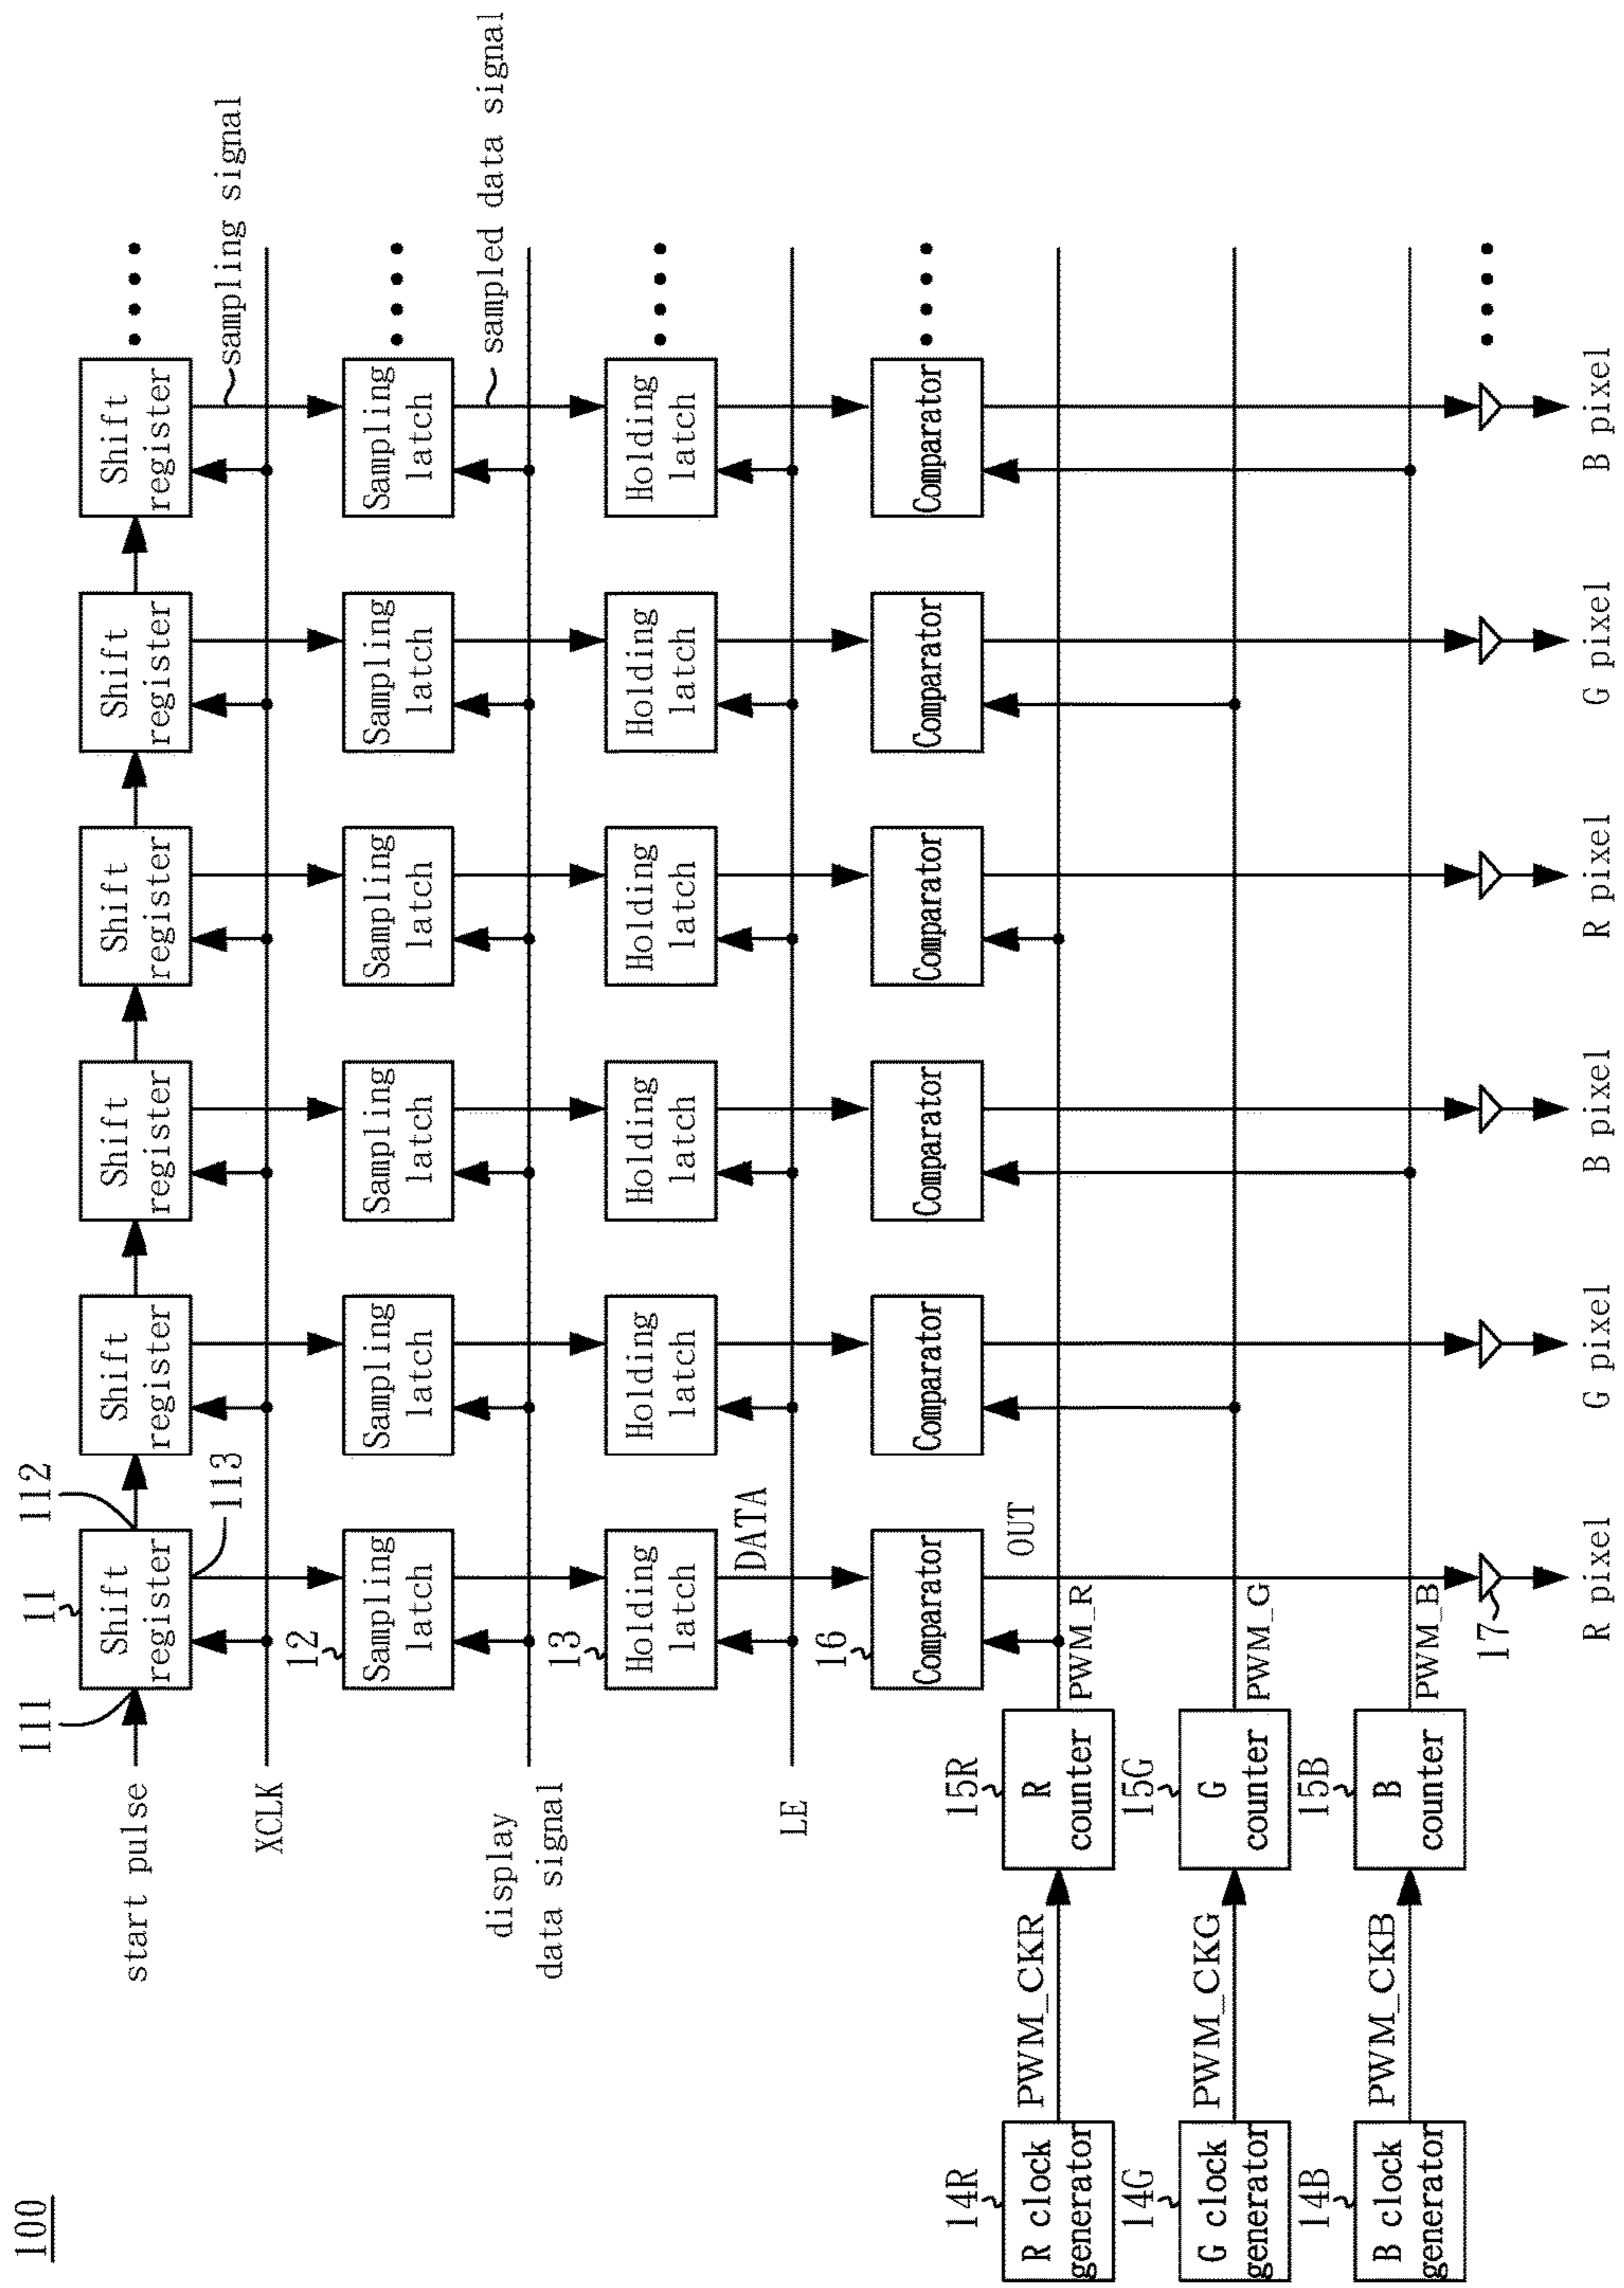 100
11
111
112
start pulse
Shift
register
Shift
register
Shift
register
Shift
register
Shift
register
Shift
register
113
sampling signal
XCLK
12
Sampling
latch
Sampling
latch
Sampling
latch
Sampling
latch
Sampling
latch
Sampling
latch
display
data signal
sampled data signal
13
Holding
latch
Holding
latch
Holding
latch
Holding
latch
Holding
latch
Holding
latch
DATA
LE
16
Comparator
Comparator
Comparator
Comparator
Comparator
Comparator
OUT
14R
R clock
generator
PWM_CKR
15R
R
counter
PWM_R
14G
G clock
generator
PWM_CKG
15G
G
counter
PWM_G
14B
B clock
generator
PWM_CKB
15B
B
counter
PWM_B
17
R pixel
G pixel
B pixel
R pixel
G pixel
B pixel